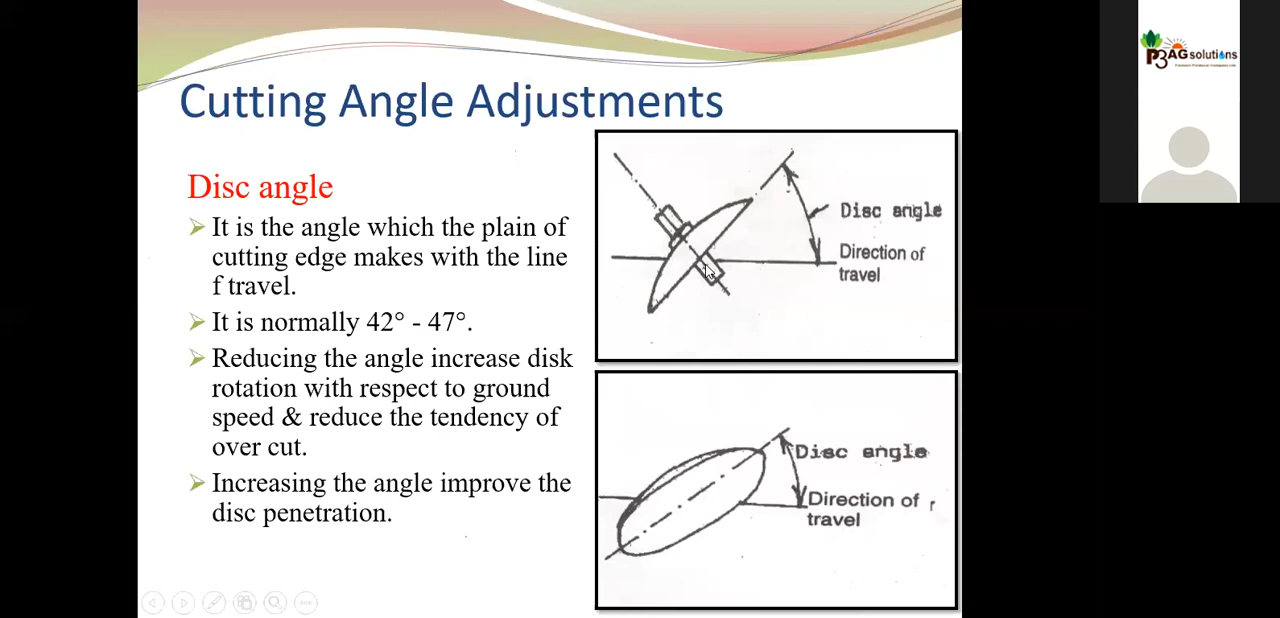 Cutting Angle Adjustments
Disc angle
It is the angle which the plain of
cutting edge makes with the line
f travel.
It is normally 42° - 47°.
Reducing the angle increase disk
rotation with respect to ground
speed & reduce the tendency of
over cut.
Increasing the angle improve the
disc penetration.
Disc angle
Direction of
travel
Disc angle
Direction of
travel
P3AGsolutions